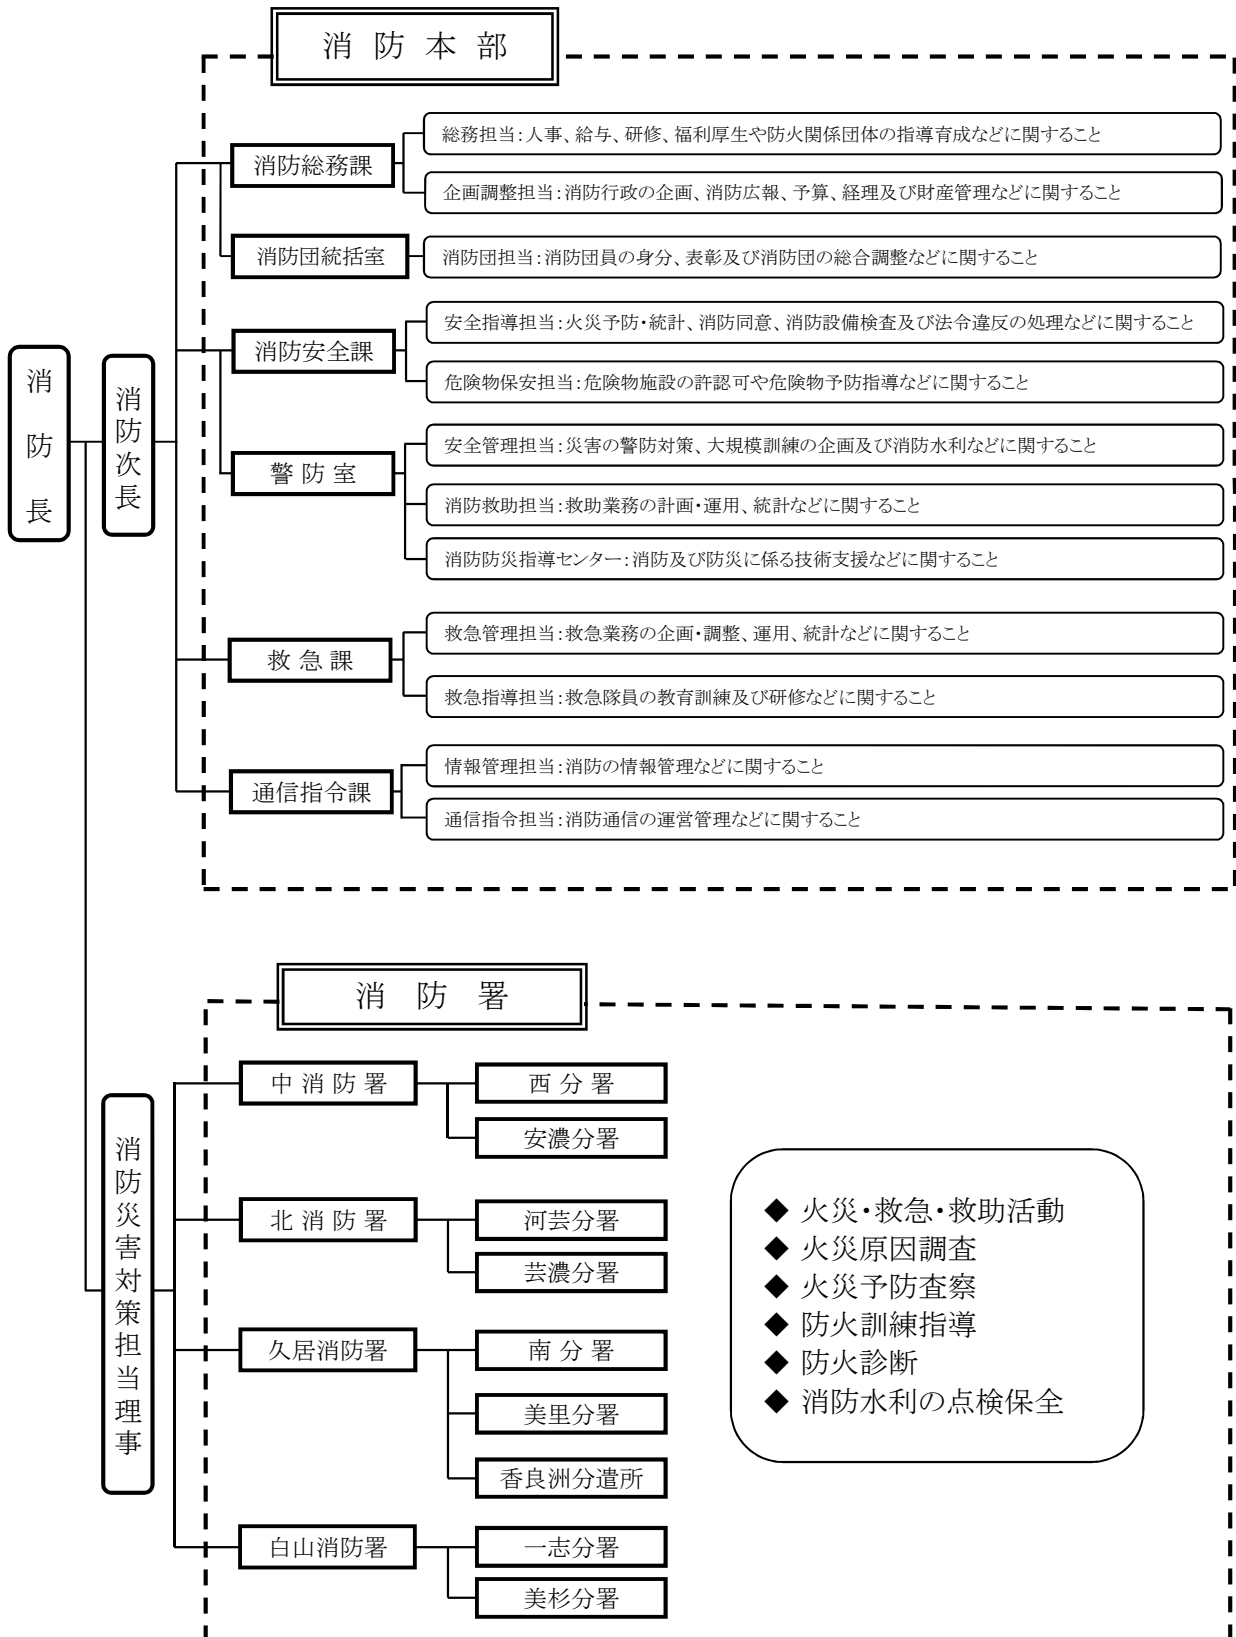 消防本部
消防総務課
総務担当：人事、給与、研修、福利厚生や防火関係団体の指導育成などに関すること
企画調整担当：消防行政の企画、消防広報、予算、経理及び財産管理などに関すること
消防団統括室
消防団担当：消防団員の身分、表彰及び消防団の総合調整などに関すること
消防安全課
安全指導担当：火災予防・統計、消防同意、消防設備検査及び法令違反の処理などに関すること
危険物保安担当：危険物施設の許認可や危険物予防指導などに関すること
消防長
消防次長
警防室
安全管理担当：災害の警防対策、大規模訓練の企画及び消防水利などに関すること
消防救助担当：救助業務の計画・運用、統計などに関すること
消防防災指導センター：消防及び防災に係る技術支援などに関すること
救急課
救急管理担当：救急業務の企画・調整、運用、統計などに関すること
救急指導担当：救急隊員の教育訓練及び研修などに関すること
通信指令課
情報管理担当：消防の情報管理などに関すること
通信指令担当：消防通信の運営管理などに関すること
消防署
消防災害対策担当理事
中消防署
西分署
安濃分署
北消防署
河芸分署
芸濃分署
久居消防署
南分署
美里分署
香良洲分遣所
白山消防署
一志分署
美杉分署
◆ 火災・救急・救助活動
◆ 火災原因調査
◆ 火災予防査察
◆ 防火訓練指導
◆ 防火診断
◆ 消防水利の点検保全